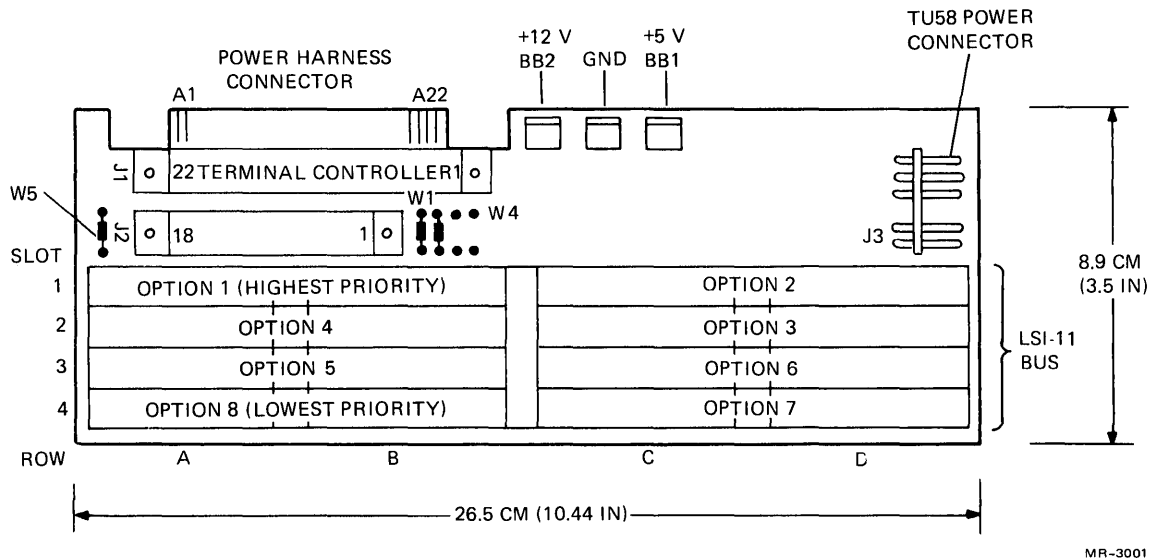 TU58 POWER
CONNECTOR
+12 V
BB2
GND
+5 V
BB1
POWER HARNESS
CONNECTOR
A1
A22
J1
22 TERMINAL CONTROLLER 1
W5
W1
W4
J2
18
1
J3
SLOT
1
OPTION 1 (HIGHEST PRIORITY)
OPTION 2
2
OPTION 4
OPTION 3
3
OPTION 5
OPTION 6
4
OPTION 8 (LOWEST PRIORITY)
OPTION 7
LSI-11
BUS
8.9 CM
(3.5 IN)
ROW
A
B
C
D
26.5 CM (10.44 IN)
MR-3001